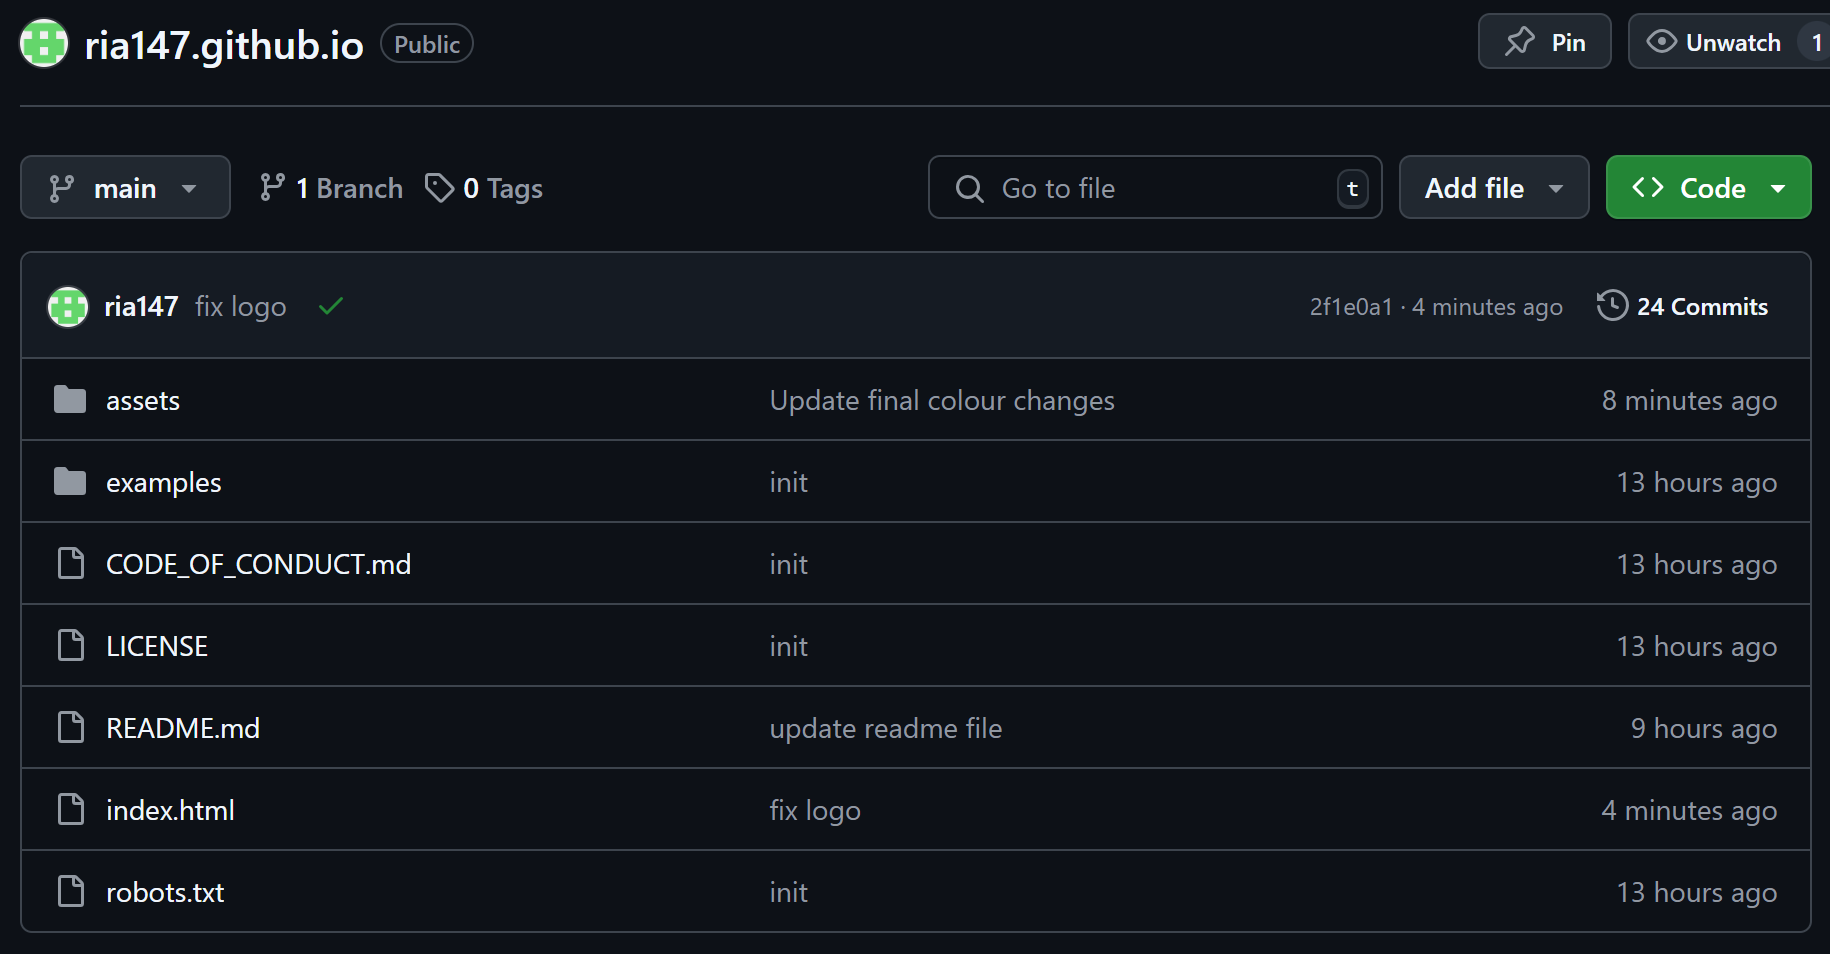 ria147.github.io Public Pin Unwatch 1
main 1 Branch 0 Tags Go to file t Add file Code
ria147 fix logo 2f1e0a1 · 4 minutes ago 24 Commits
assets Update final colour changes 8 minutes ago
examples init 13 hours ago
CODE_OF_CONDUCT.md init 13 hours ago
LICENSE init 13 hours ago
README.md update readme file 9 hours ago
index.html fix logo 4 minutes ago
robots.txt init 13 hours ago